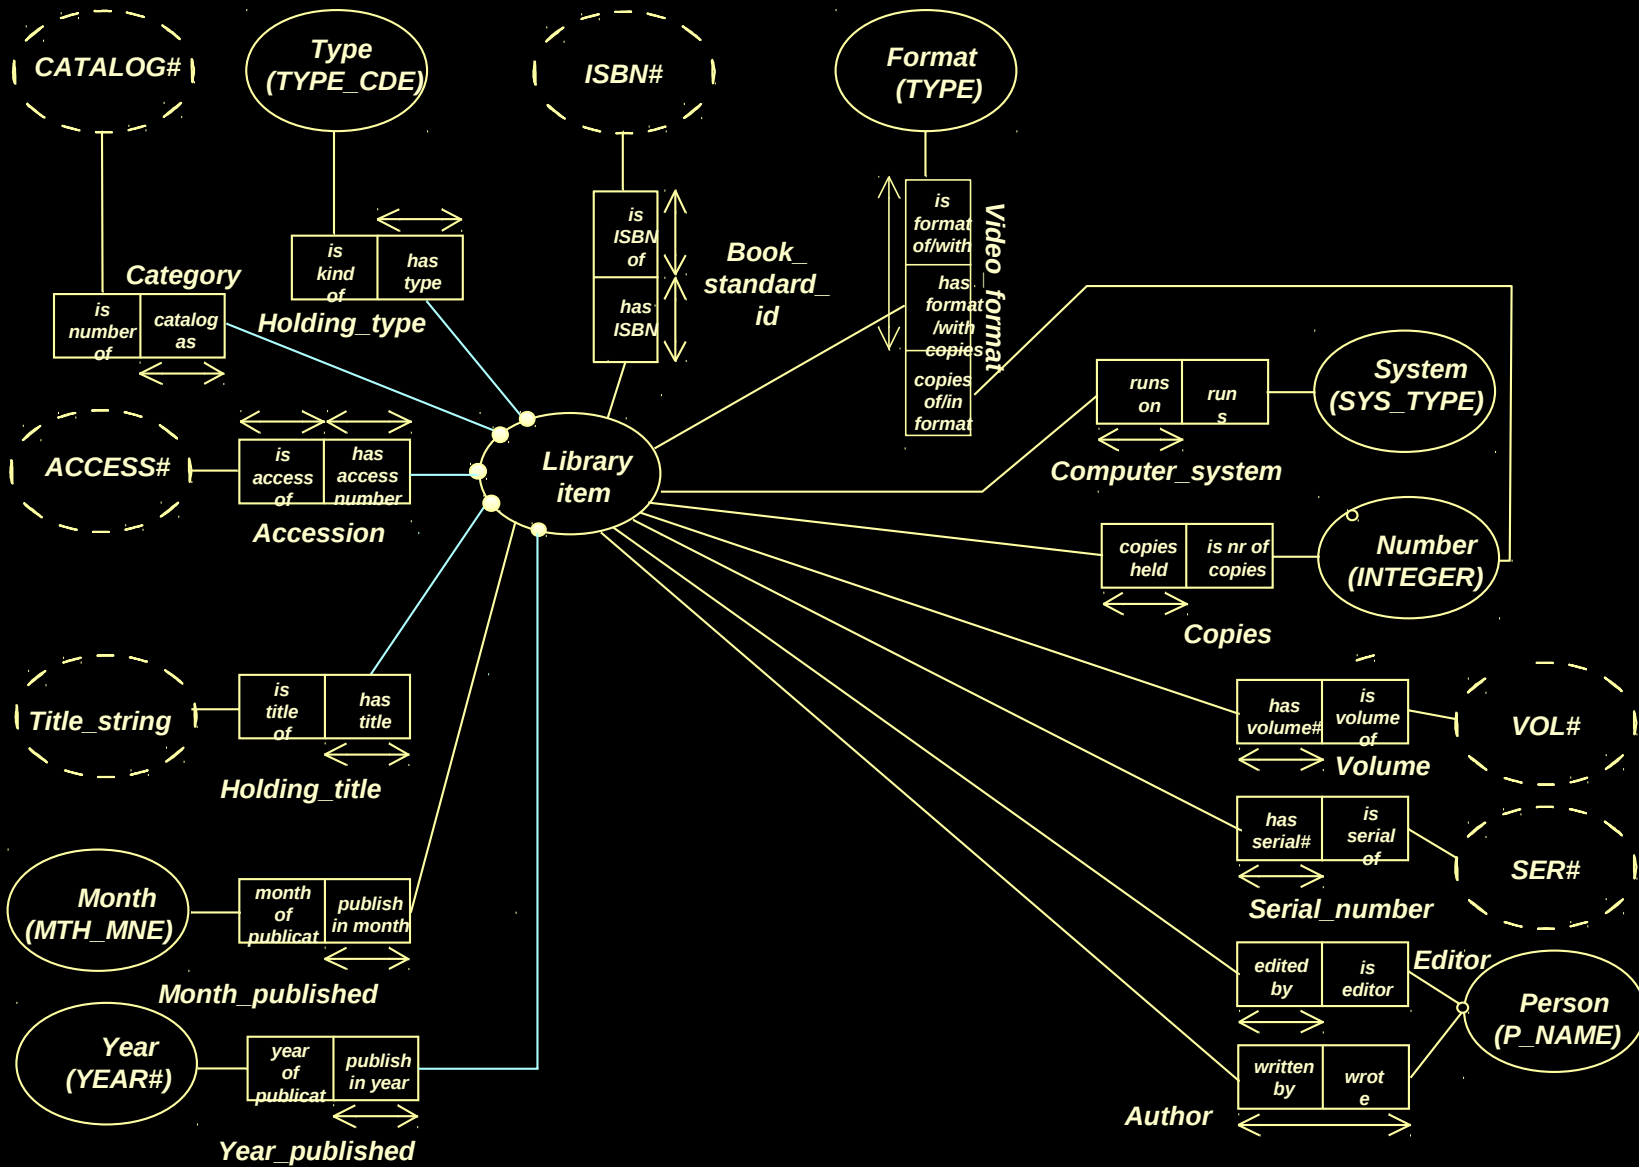 CATALOG#
Type
(TYPE_CDE)
ISBN#
Format
(TYPE)
is
kind
of
has
type
Holding_type
Category
is
number
of
catalog
as
is
ISBN
of
has
ISBN
Book_
standard_
id
is
format
of/with
has
format
/with
copies
copies
of/in
format
Video_format
runs
on
run
s
System
(SYS_TYPE)
Computer_system
ACCESS#
is
access
of
has
access
number
Accession
Library
item
copies
held
is nr of
copies
Number
(INTEGER)
Copies
Title_string
is
title
of
has
title
Holding_title
has
volume#
is
volume
of
VOL#
Volume
has
serial#
is
serial
of
SER#
Serial_number
Month
(MTH_MNE)
month
of
publicat
publish
in month
Month_published
edited
by
is
editor
Editor
Person
(P_NAME)
Year
(YEAR#)
year
of
publicat
publish
in year
Year_published
written
by
wrot
e
Author